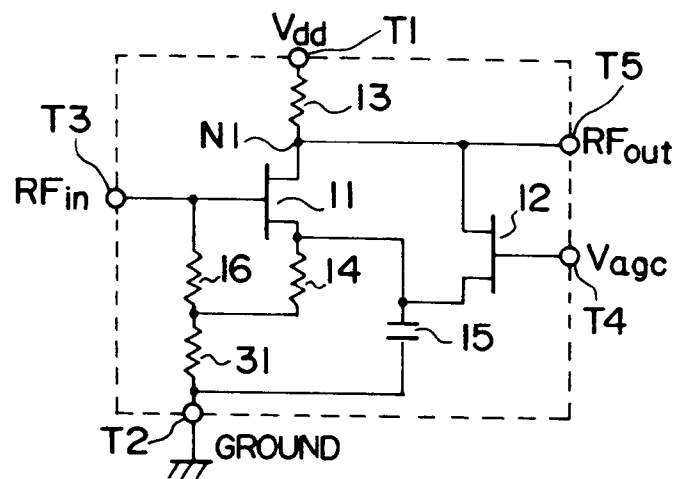 Vdd
T1
13
T5
T3
N1
RFout
RFin
11
12
16
14
Vagc
T4
15
31
T2
GROUND